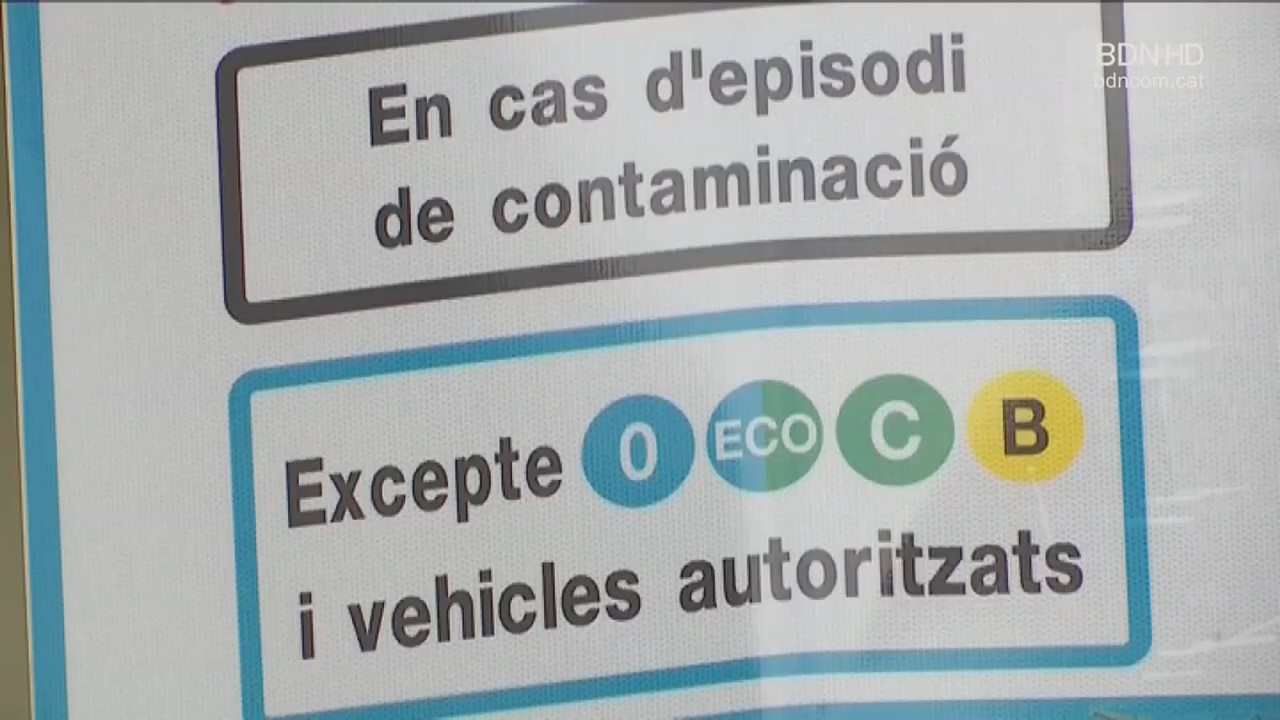 BDN HD
bdncom.cat
En cas d'episodi
de contaminació
Excepte 0 ECO C B
i vehicles autoritzats